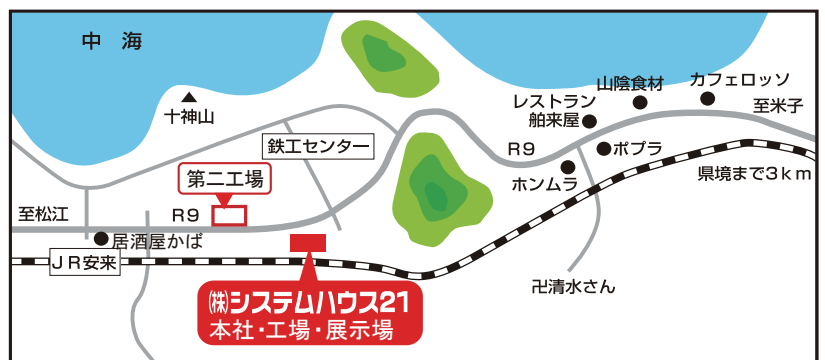 中 海
十神山
鉄工センター
第二工場
至松江
R9
居酒屋かば
JR安来
㈱システムハウス21
本社・工場・展示場
山陰食材
カフェロッソ
レストラン
舶来屋
至米子
R9
ポプラ
ホンムラ
県境まで3km
卍清水さん